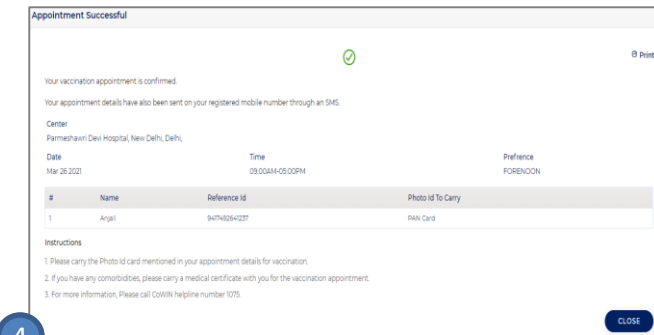 Appointment Successful
Print
Your vaccination appointment is confirmed.
Your appointment details have also been sent on your registered mobile number through an SMS.
Center
Parmeshawri Devi Hospital, New Delhi, Delhi,
Date Time Prefrence
Mar 26 2021 09:00AM-05:00PM FORENOON
# Name Reference Id Photo Id To Carry
1 Anjali 9417492641237 PAN Card
Instructions
1. Please carry the Photo Id card mentioned in your appointment details for vaccination.
2. If you have any comorbidities, please carry a medical certificate with you for the vaccination appointment.
3. For more information, Please call CoWIN helpline number 1075.
CLOSE
4